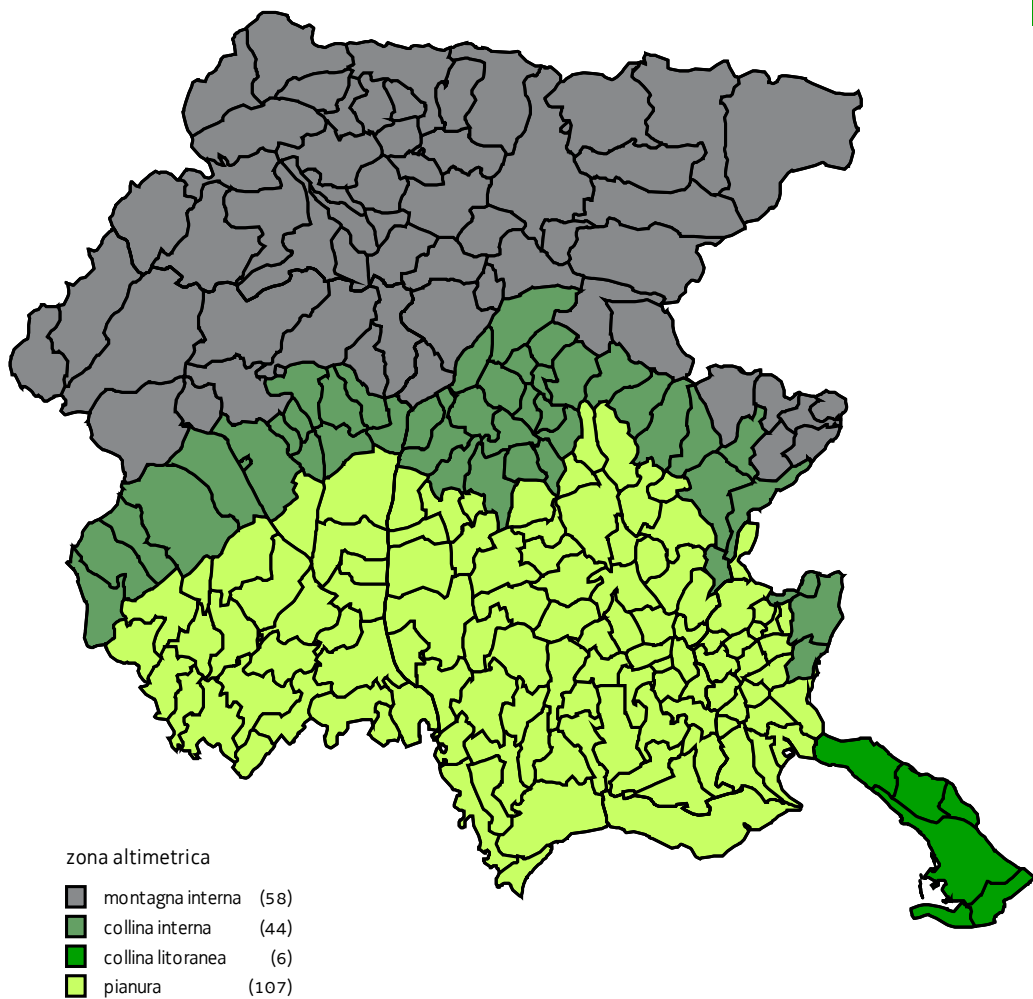 zona altimetrica
montagna interna (58)
collina interna (44)
collina litoranea (6)
pianura (107)